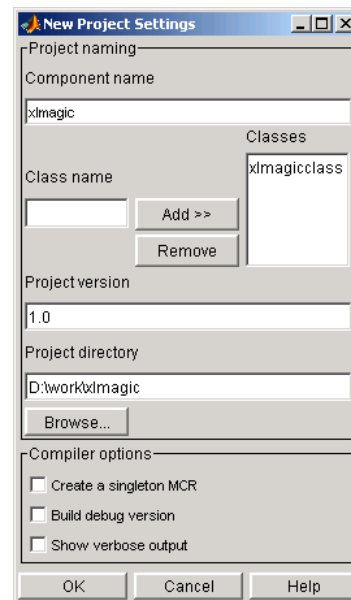 New Project Settings
Project naming
Component name
xlmagic
Classes
xlmagicclass
Class name
Add >>
Remove
Project version
1.0
Project directory
D:\work\xlmagic
Browse...
Compiler options
Create a singleton MCR
Build debug version
Show verbose output
OK
Cancel
Help